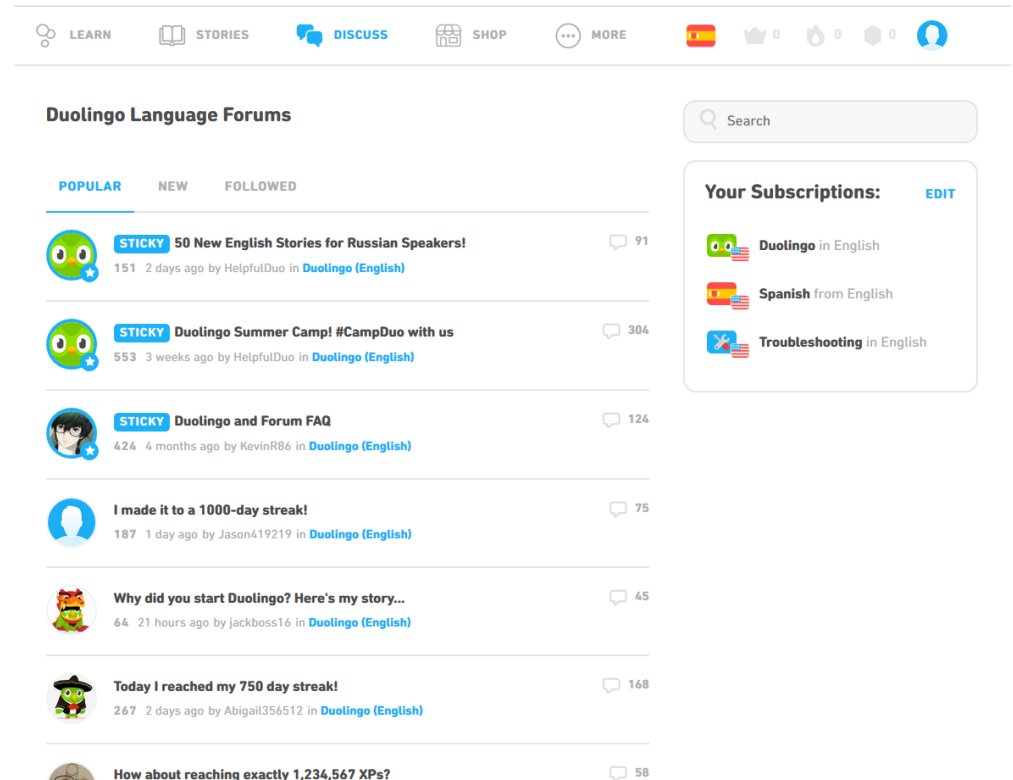 LEARN STORIES DISCUSS SHOP MORE 0 0 0
Duolingo Language Forums
Search
POPULAR NEW FOLLOWED
Your Subscriptions: EDIT
STICKY 50 New English Stories for Russian Speakers! 91
151 2 days ago by HelpfulDuo in Duolingo (English)
Duolingo in English
Spanish from English
Troubleshooting in English
STICKY Duolingo Summer Camp! #CampDuo with us 304
553 3 weeks ago by HelpfulDuo in Duolingo (English)
STICKY Duolingo and Forum FAQ 124
424 4 months ago by KevinR86 in Duolingo (English)
I made it to a 1000-day streak! 75
187 1 day ago by Jason419219 in Duolingo (English)
Why did you start Duolingo? Here's my story... 45
64 21 hours ago by jackboss16 in Duolingo (English)
Today I reached my 750 day streak! 168
267 2 days ago by Abigail356512 in Duolingo (English)
How about reaching exactly 1,234,567 XPs? 58